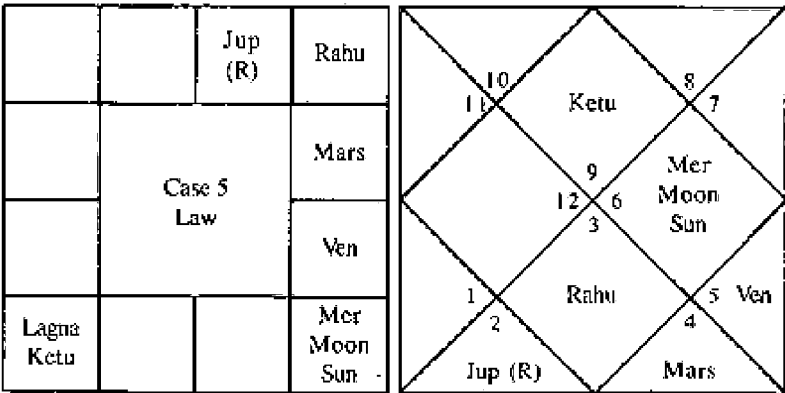 Jup
(R)
Rahu
Mars
Case 5
Law
Ven
Lagna
Ketu
Mer
Moon
Sun
10
11
Ketu
8
7
9
12
6
3
Mer
Moon
Sun
1
2
Rahu
5
4
Ven
Jup (R)
Mars